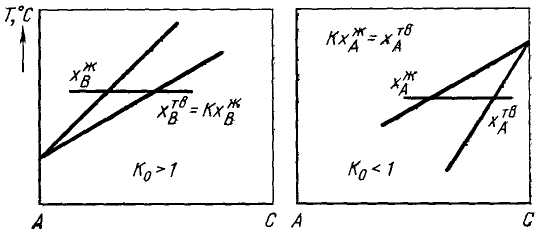 T,°C
x_B^ж
x_B^тв = Kx_B^ж
K₀ > 1
A
C
Kx_A^ж = x_A^тв
x_A^ж
x_A^тв
K₀ < 1
A
C